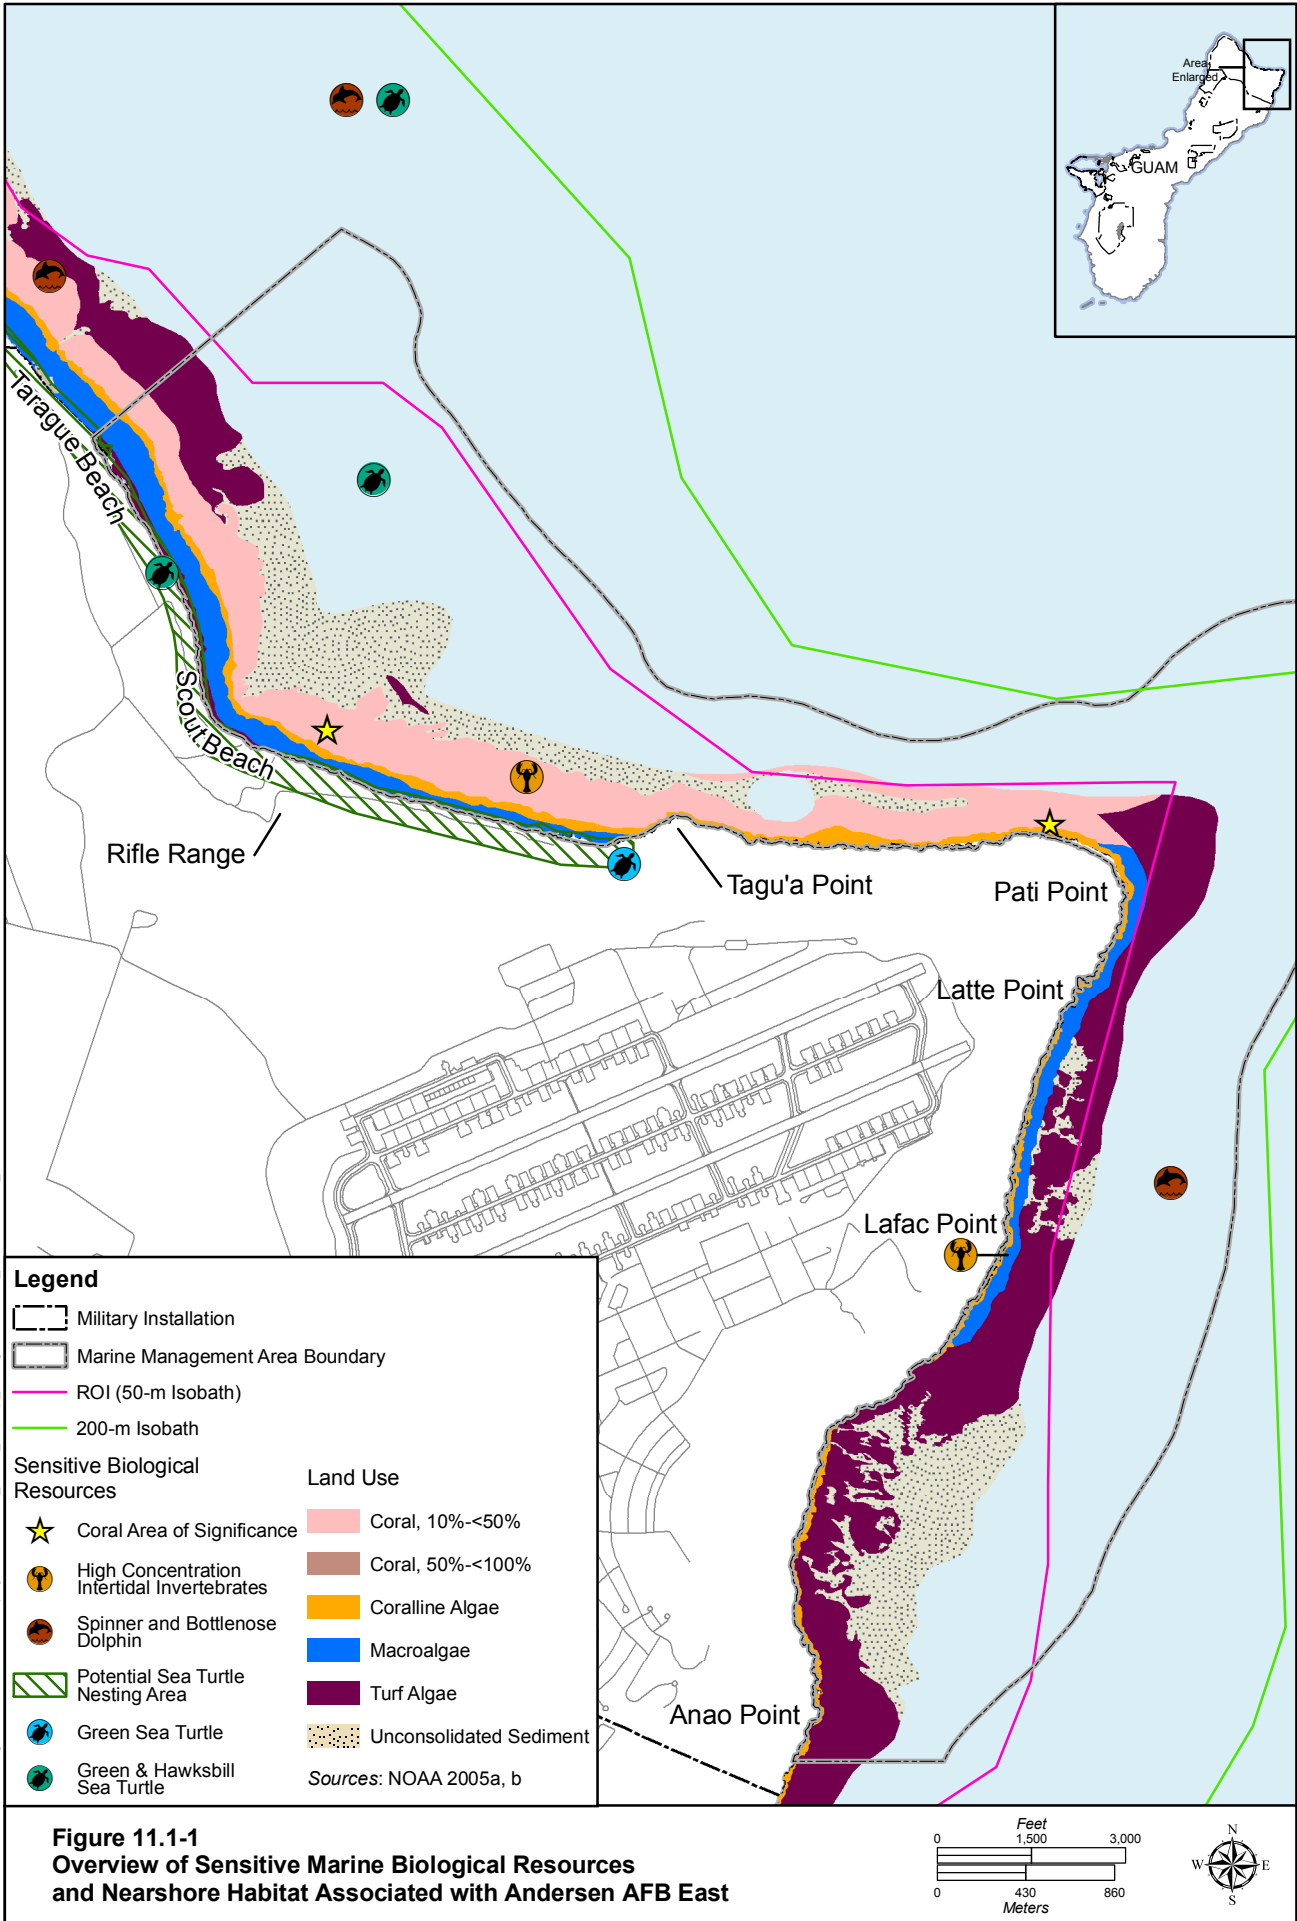 Area
Enlarged
GUAM
Tarague Beach
Scout Beach
Rifle Range
Tagu'a Point
Pati Point
Latte Point
Lafac Point
Anao Point
Legend
Military Installation
Marine Management Area Boundary
ROI (50-m Isobath)
200-m Isobath
Sensitive Biological
Resources
Coral Area of Significance
High Concentration
Intertidal Invertebrates
Spinner and Bottlenose
Dolphin
Potential Sea Turtle
Nesting Area
Green Sea Turtle
Green & Hawksbill
Sea Turtle
Land Use
Coral, 10%-<50%
Coral, 50%-<100%
Coralline Algae
Macroalgae
Turf Algae
Unconsolidated Sediment
Sources: NOAA 2005a, b
Figure 11.1-1
Overview of Sensitive Marine Biological Resources
and Nearshore Habitat Associated with Andersen AFB East
Feet
0 1,500 3,000
0 430 860
Meters
N
W E
S